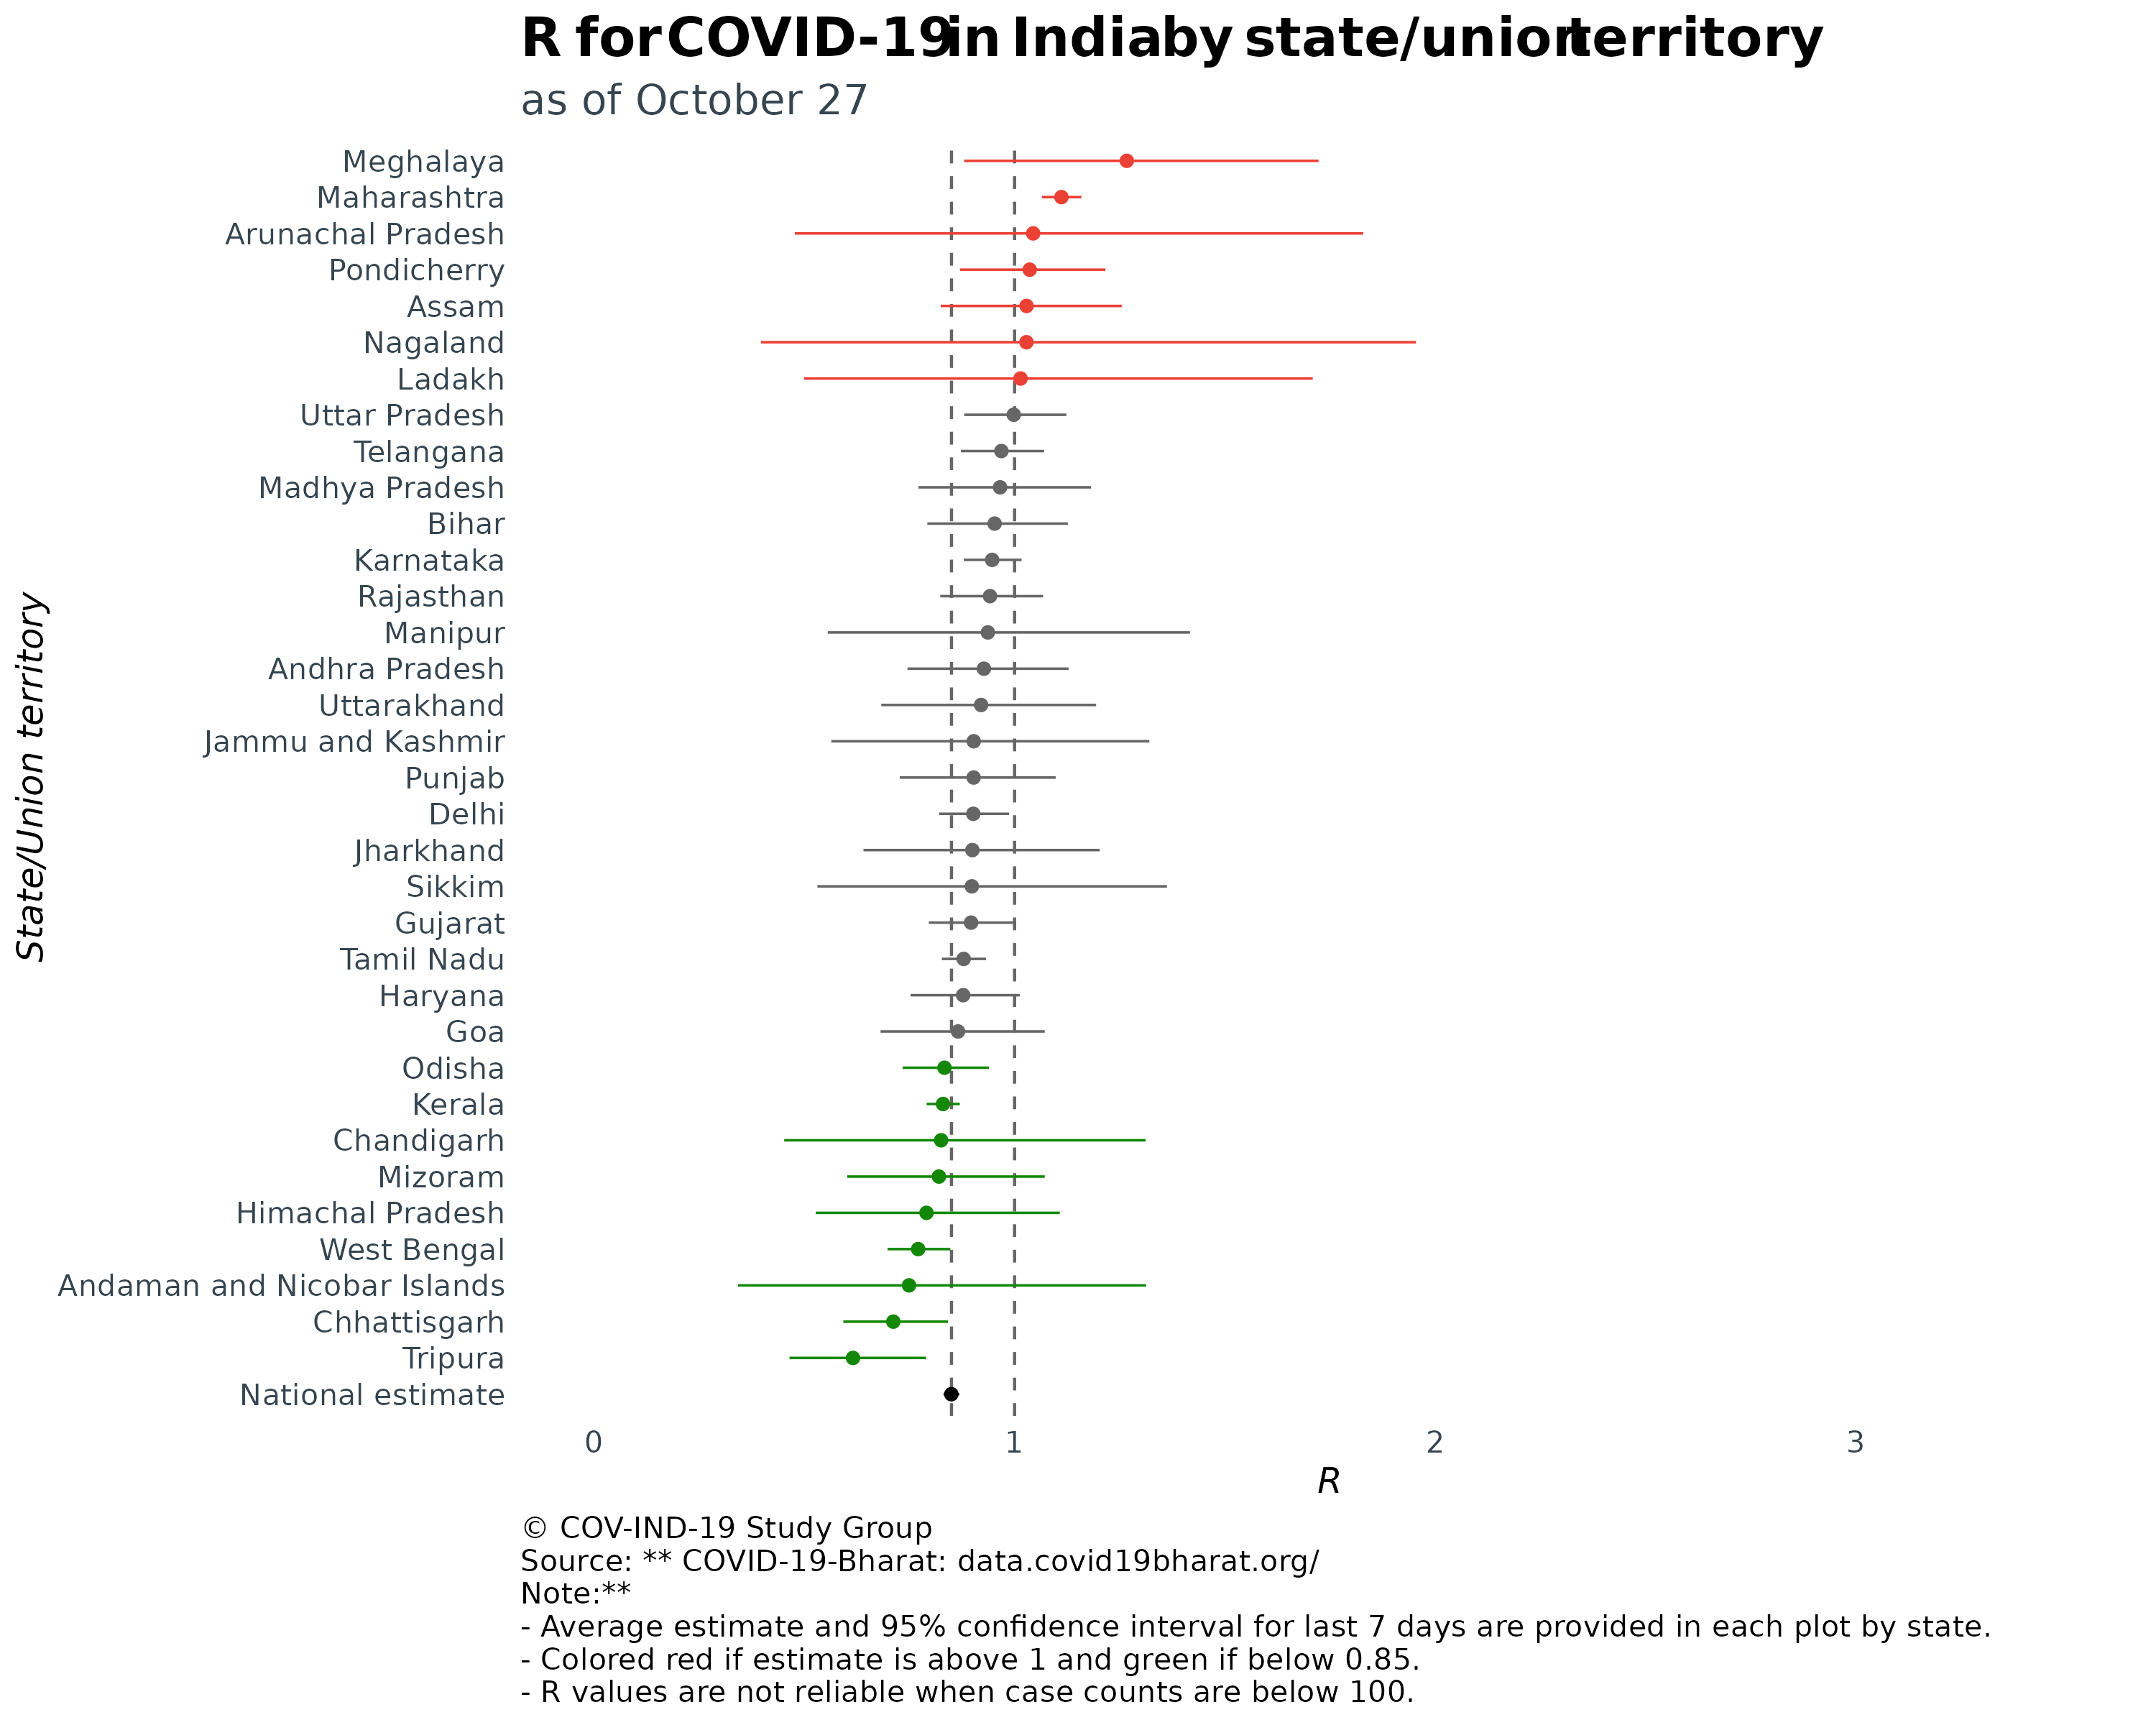 R for COVID-19 in India by state/union territory
as of October 27
Meghalaya
Maharashtra
Arunachal Pradesh
Pondicherry
Assam
Nagaland
Ladakh
Uttar Pradesh
Telangana
Madhya Pradesh
Bihar
Karnataka
Rajasthan
Manipur
Andhra Pradesh
Uttarakhand
Jammu and Kashmir
Punjab
Delhi
Jharkhand
Sikkim
Gujarat
Tamil Nadu
Haryana
Goa
Odisha
Kerala
Chandigarh
Mizoram
Himachal Pradesh
West Bengal
Andaman and Nicobar Islands
Chhattisgarh
Tripura
National estimate
State/Union territory
0 1 2 3
R
© COV-IND-19 Study Group
Source: ** COVID-19-Bharat: data.covid19bharat.org/
Note:**
- Average estimate and 95% confidence interval for last 7 days are provided in each plot by state.
- Colored red if estimate is above 1 and green if below 0.85.
- R values are not reliable when case counts are below 100.